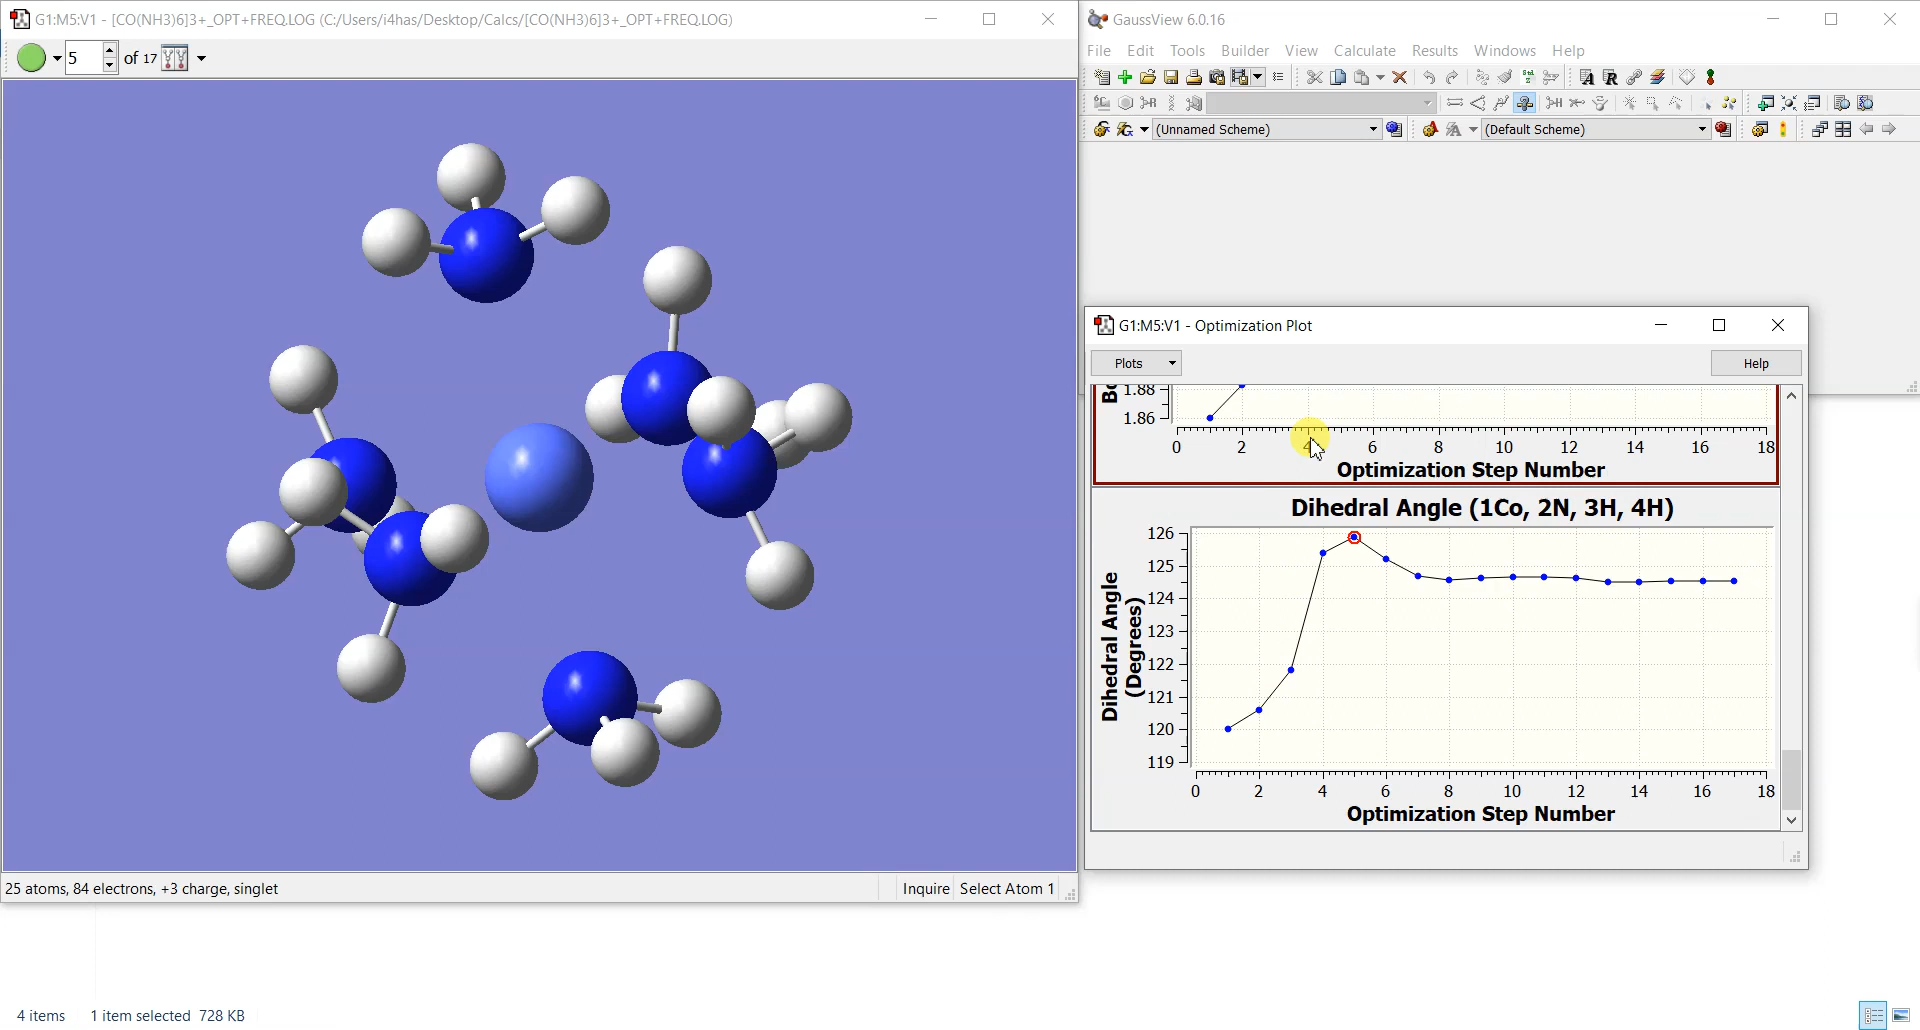 G1:M5:V1 - [CO(NH3)6]3+_OPT+FREQ.LOG (C:/Users/i4has/Desktop/Calcs/[CO(NH3)6]3+_OPT+FREQ.LOG)
5 of 17
25 atoms, 84 electrons, +3 charge, singlet
Inquire Select Atom 1
GaussView 6.0.16
File Edit Tools Builder View Calculate Results Windows Help
(Unnamed Scheme) (Default Scheme)
G1:M5:V1 - Optimization Plot
Plots Help
1.88
1.86
0 2 4 6 8 10 12 14 16 18
Optimization Step Number
Dihedral Angle (1Co, 2N, 3H, 4H)
Dihedral Angle
(Degrees)
126
125
124
123
122
121
120
119
0 2 4 6 8 10 12 14 16 18
Optimization Step Number
4 items 1 item selected 728 KB